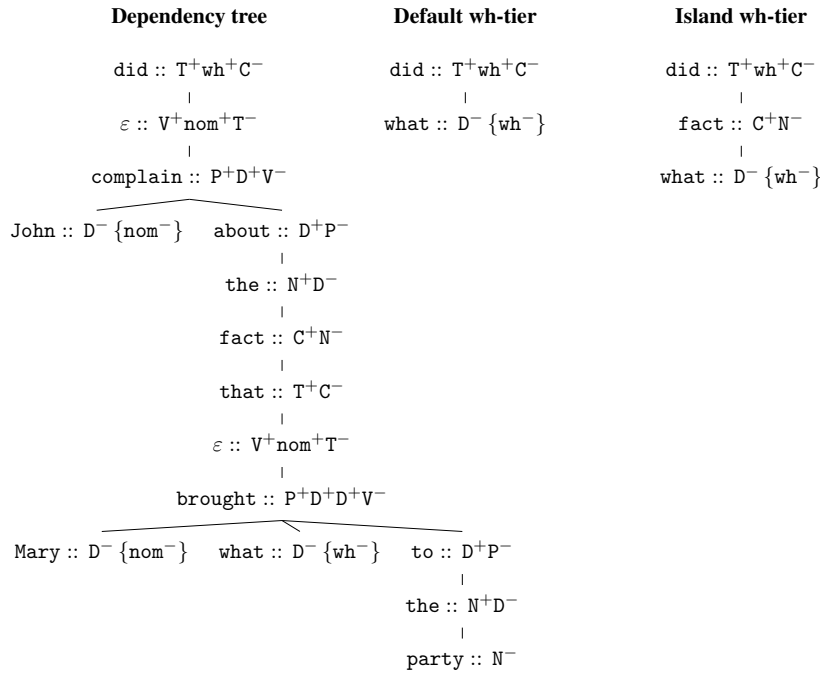 Dependency tree Default wh-tier Island wh-tier
did :: T⁺wh⁺C⁻ did :: T⁺wh⁺C⁻ did :: T⁺wh⁺C⁻
ε :: V⁺nom⁺T⁻ what :: D⁻ {wh⁻} fact :: C⁺N⁻
complain :: P⁺D⁺V⁻ what :: D⁻ {wh⁻}
John :: D⁻ {nom⁻} about :: D⁺P⁻
the :: N⁺D⁻
fact :: C⁺N⁻
that :: T⁺C⁻
ε :: V⁺nom⁺T⁻
brought :: P⁺D⁺D⁺V⁻
Mary :: D⁻ {nom⁻} what :: D⁻ {wh⁻} to :: D⁺P⁻
the :: N⁺D⁻
party :: N⁻